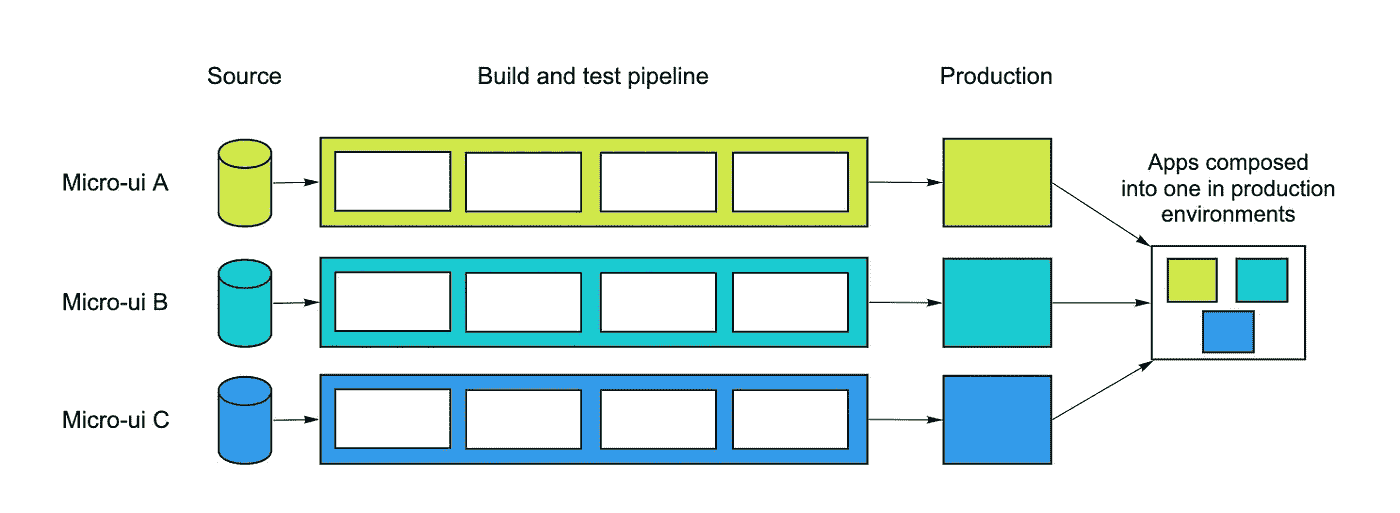 Source
Build and test pipeline
Production
Micro-ui A
Apps composed
into one in production
environments
Micro-ui B
Micro-ui C